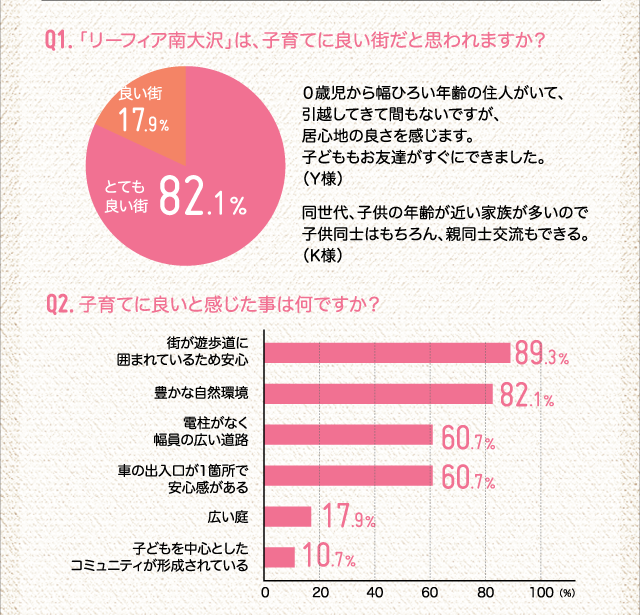 Q1.「リーフィア南大沢」は、子育てに良い街だと思われますか？
良い街
17.9%
とても
良い街
82.1%
0歳児から幅ひろい年齢の住人がいて、
引越してきて間もないですが、
居心地の良さを感じます。
子どももお友達がすぐにできました。
（Y様）
同世代、子供の年齢が近い家族が多いので
子供同士はもちろん、親同士交流もできる。
（K様）
Q2. 子育てに良いと感じた事は何ですか？
街が遊歩道に
囲まれているため安心
89.3%
豊かな自然環境
82.1%
電柱がなく
幅員の広い道路
60.7%
車の出入口が1箇所で
安心感がある
60.7%
広い庭
17.9%
子どもを中心とした
コミュニティが形成されている
10.7%
0 20 40 60 80 100 (%)